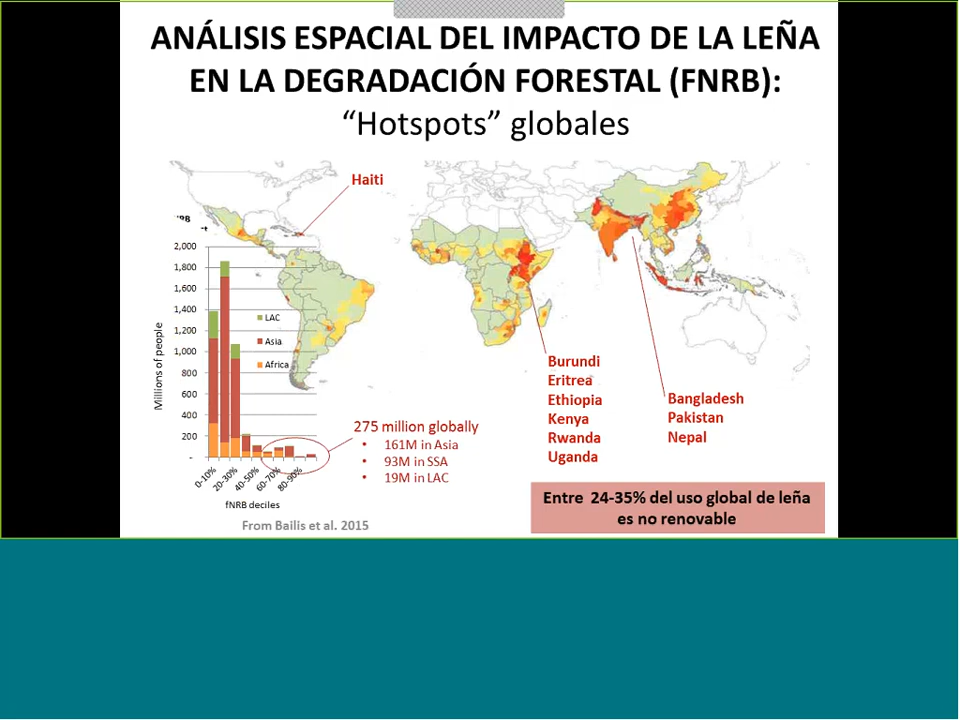 ANÁLISIS ESPACIAL DEL IMPACTO DE LA LEÑA
EN LA DEGRADACIÓN FORESTAL (FNRB):
“Hotspots” globales
Haiti
2,000
1,800
1,600
1,400
1,200
1,000
800
600
400
200
-
Millions of people
LAC
Asia
Africa
0-10%
20-30%
40-50%
60-70%
80-90%
fNRB deciles
275 million globally
• 161M in Asia
• 93M in SSA
• 19M in LAC
From Bailis et al. 2015
Burundi
Eritrea
Ethiopia
Kenya
Rwanda
Uganda
Bangladesh
Pakistan
Nepal
Entre 24-35% del uso global de leña
es no renovable